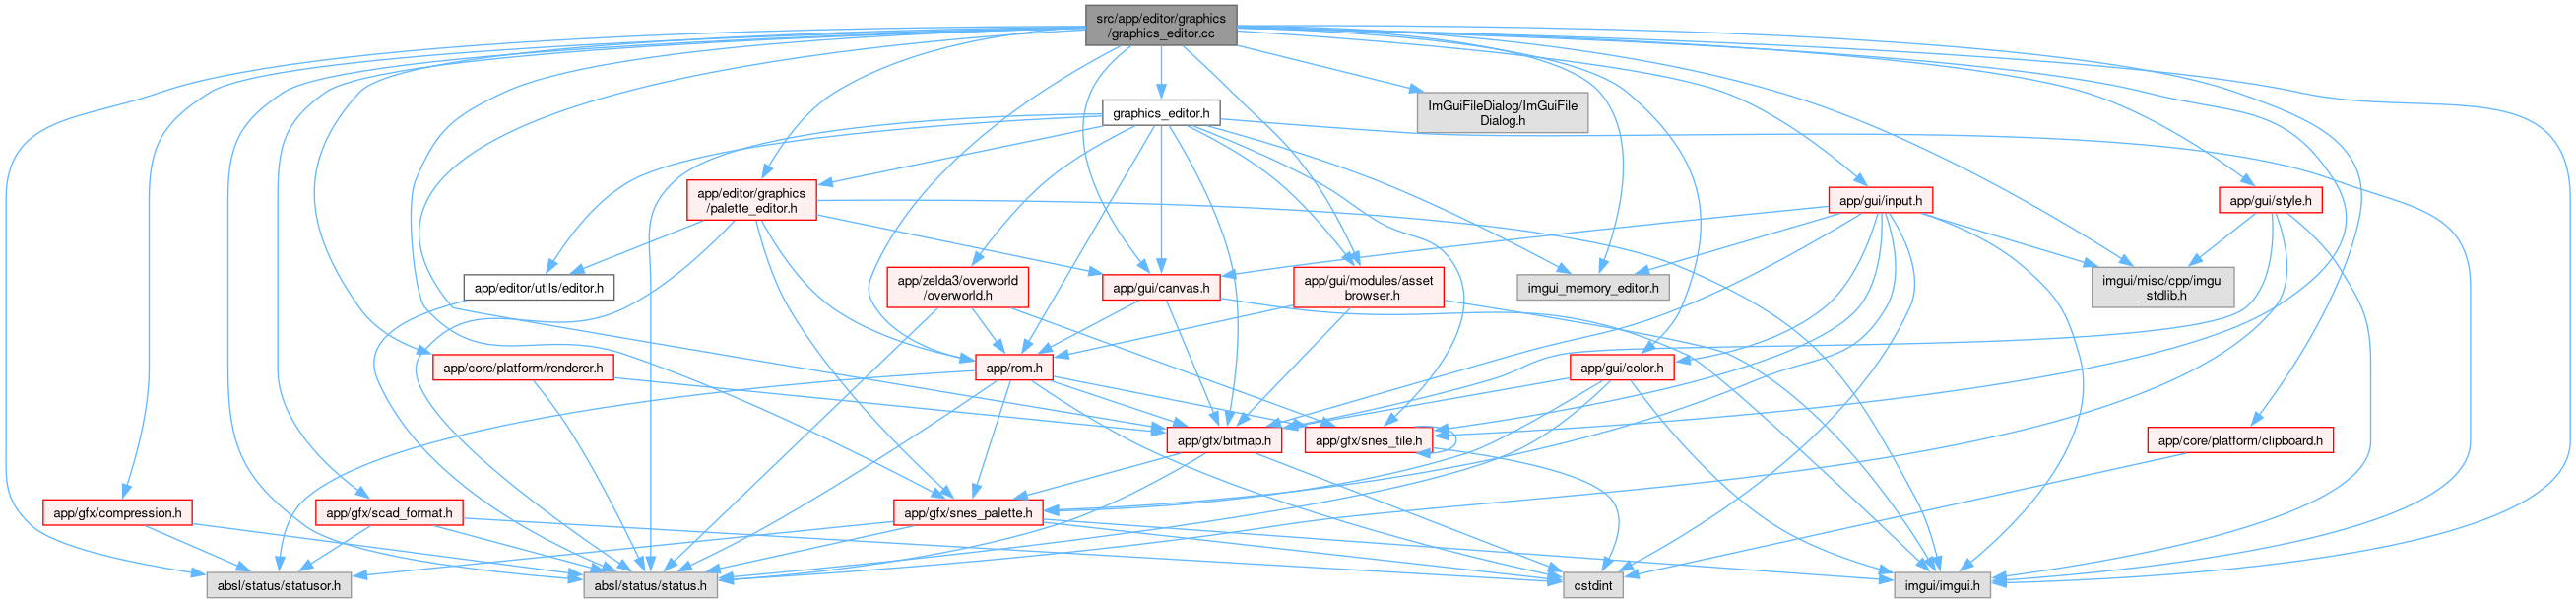 src/app/editor/graphics
/graphics_editor.cc
ImGuiFileDialog/ImGuiFile
Dialog.h
graphics_editor.h
app/editor/graphics
/palette_editor.h
app/gui/input.h
app/gui/style.h
app/editor/utils/editor.h
app/zelda3/overworld
/overworld.h
app/gui/canvas.h
app/gui/modules/asset
_browser.h
imgui_memory_editor.h
imgui/misc/cpp/imgui
_stdlib.h
app/core/platform/renderer.h
app/rom.h
app/gui/color.h
app/gfx/bitmap.h
app/gfx/snes_tile.h
app/core/platform/clipboard.h
app/gfx/compression.h
app/gfx/scad_format.h
app/gfx/snes_palette.h
absl/status/statusor.h
absl/status/status.h
cstdint
imgui/imgui.h